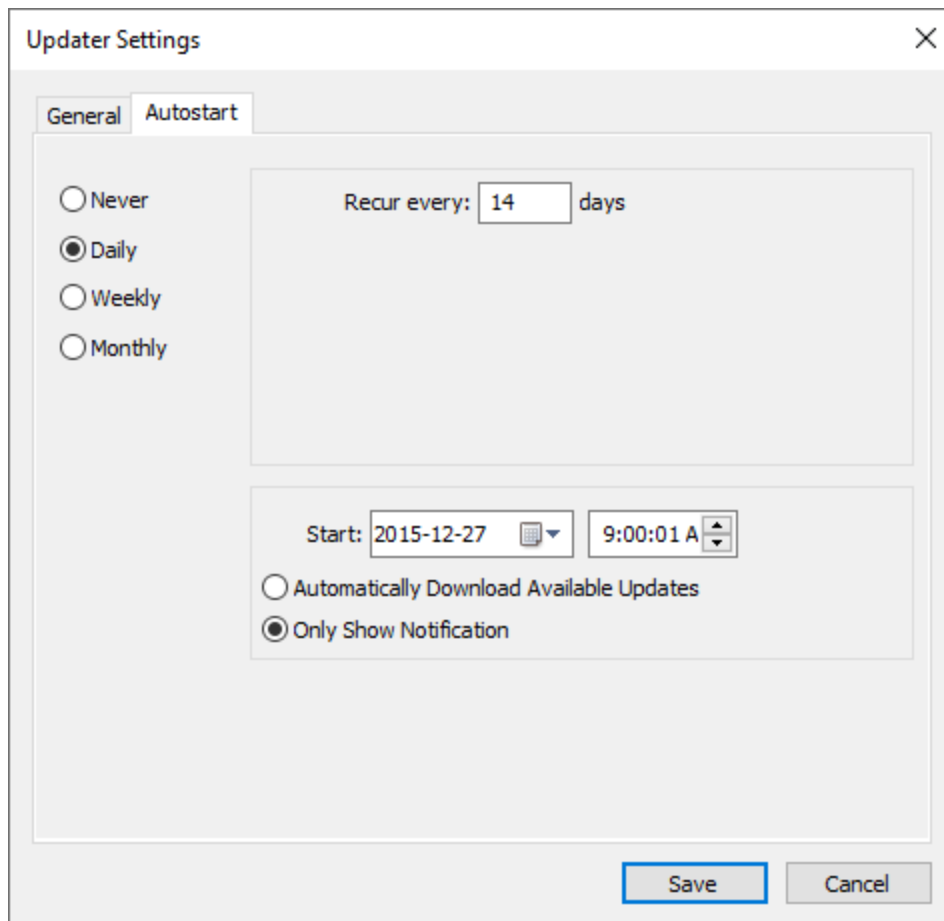 Updater Settings
General Autostart
Never
Daily
Weekly
Monthly
Recur every: 14 days
Start: 2015-12-27 9:00:01 A
Automatically Download Available Updates
Only Show Notification
Save Cancel